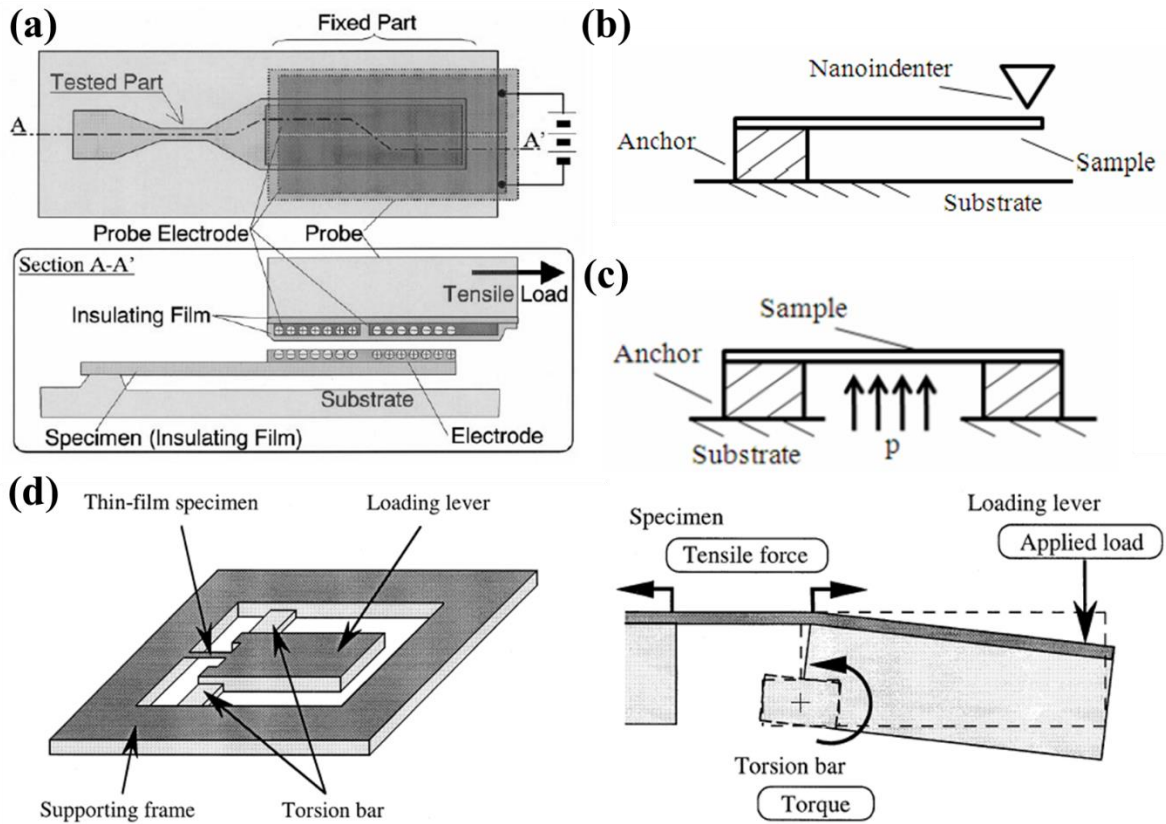 (a)
Fixed Part
Tested Part
A
A'
Probe Electrode
Probe
Section A-A'
Tensile Load
Insulating Film
Substrate
Specimen (Insulating Film)
Electrode
(b)
Nanoindenter
Anchor
Sample
Substrate
(c)
Sample
Anchor
Substrate
p
(d)
Thin-film specimen
Loading lever
Supporting frame
Torsion bar
Specimen
Loading lever
Tensile force
Applied load
Torsion bar
Torque